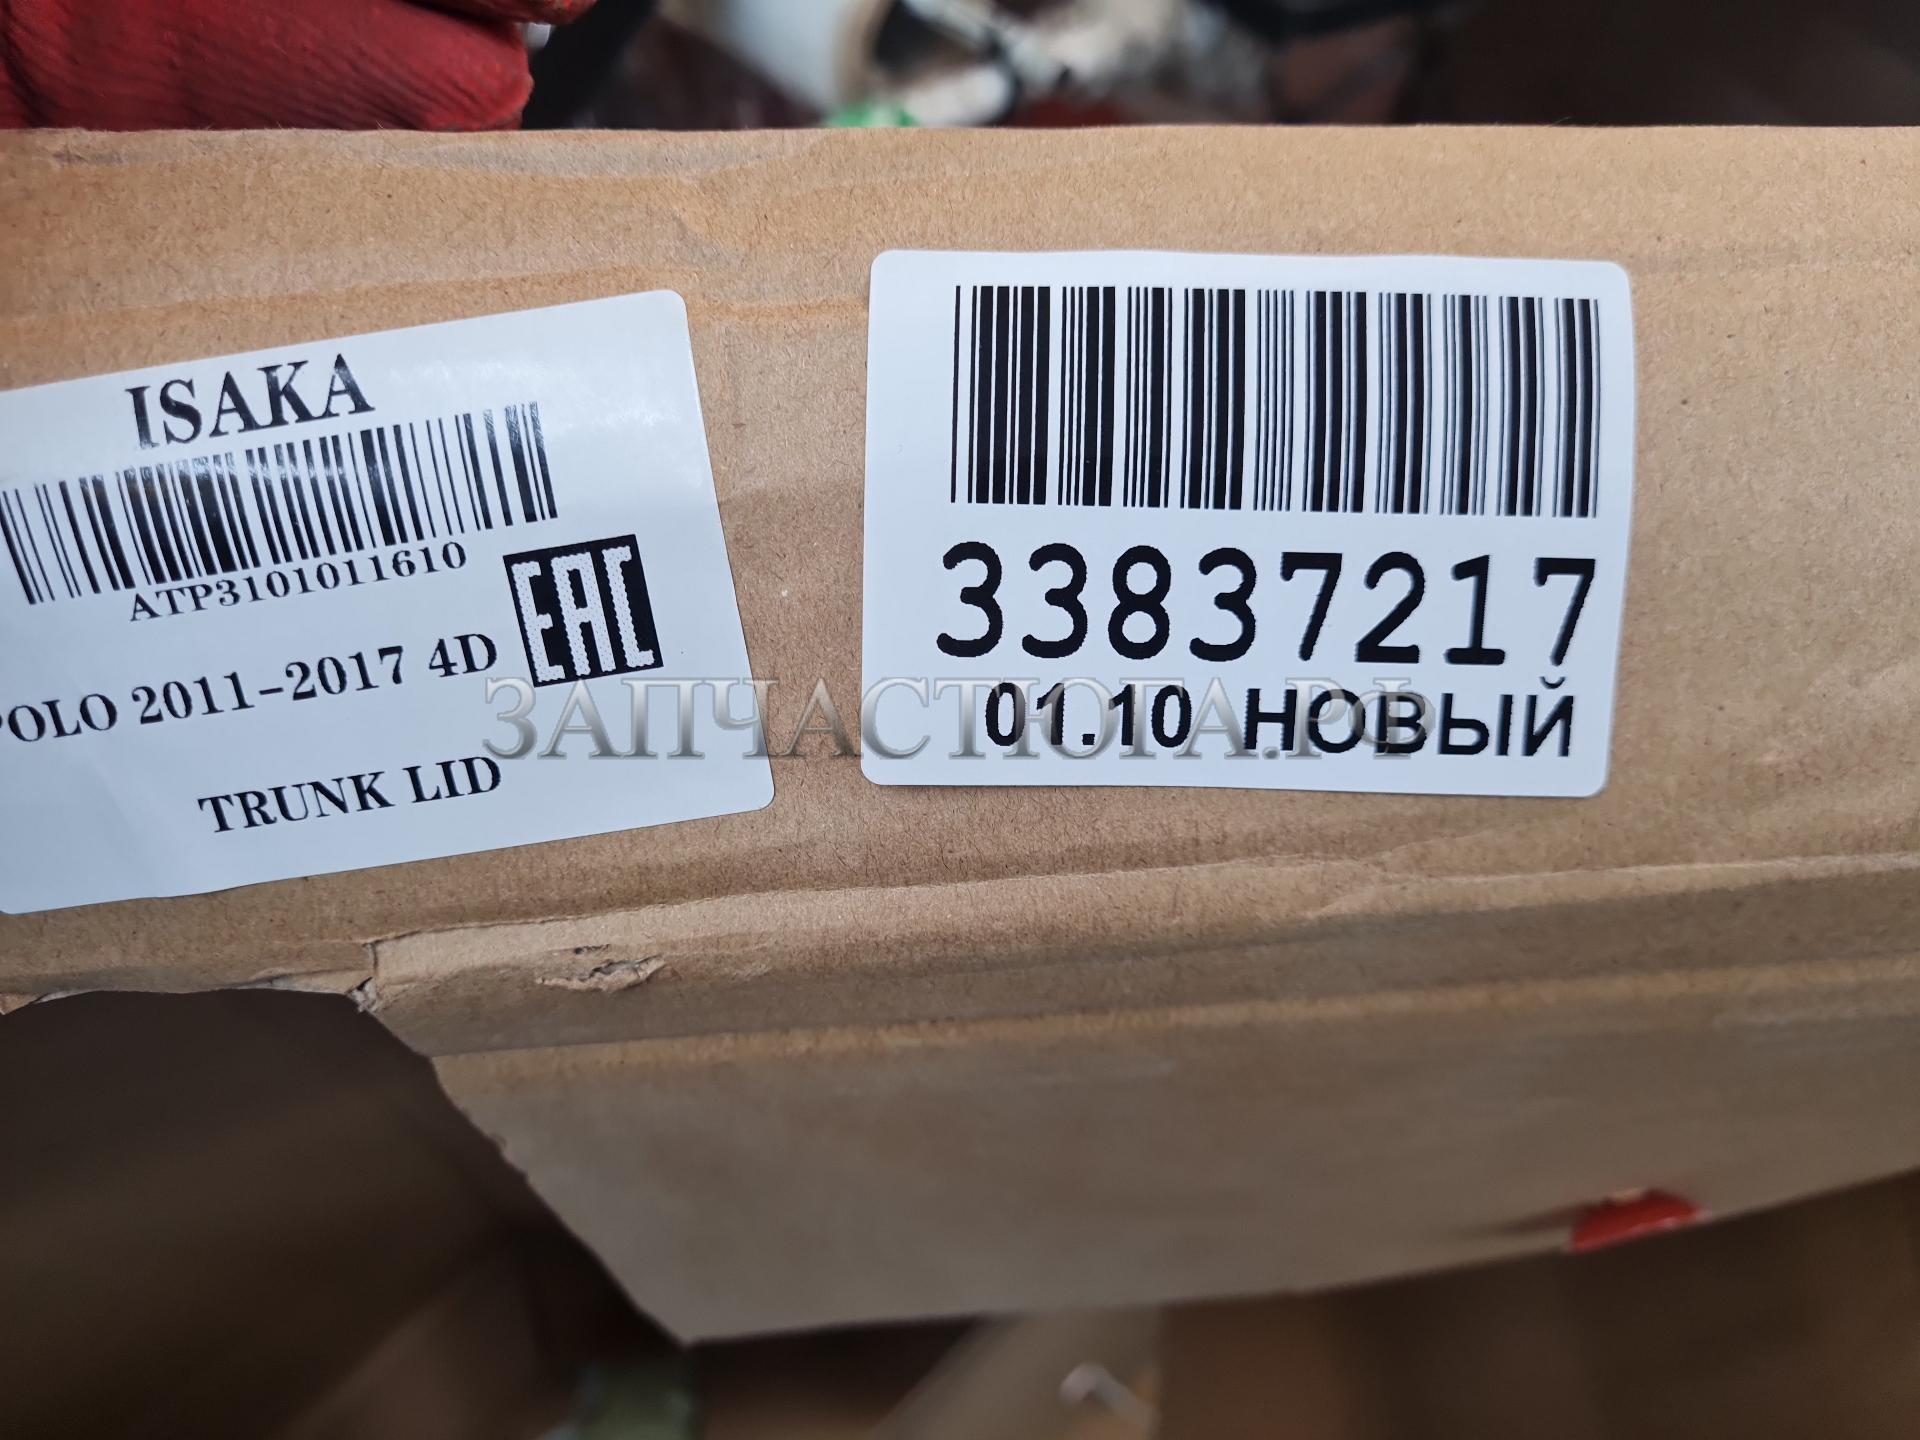 ISAKA
ATP3101011610
EAC
POLO 2011-2017 4D
TRUNK LID
33837217
01.10 НОВЫЙ
ЗАПЧАСТЮГА.РФ